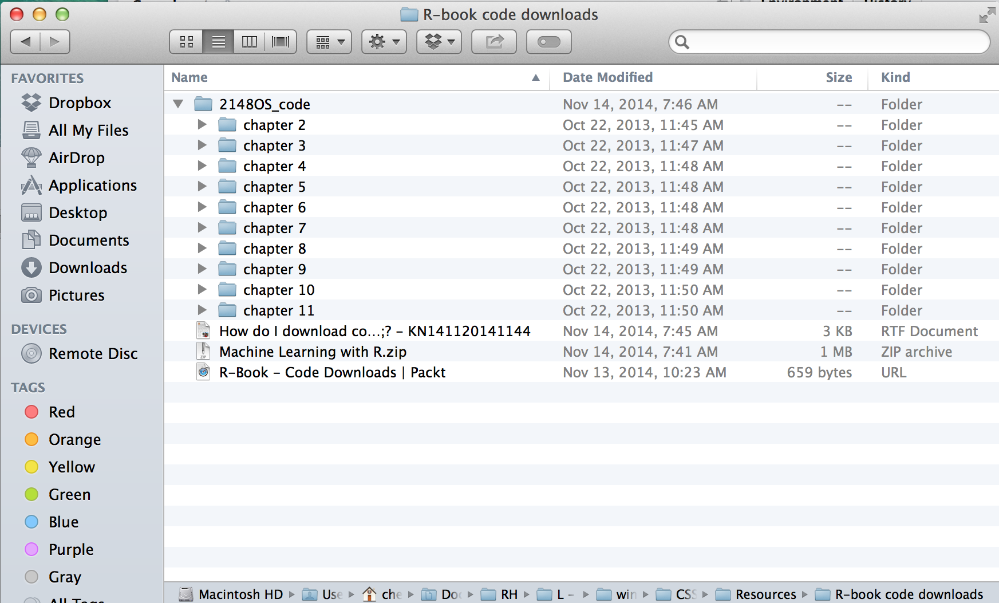 R-book code downloads
FAVORITES
Dropbox
All My Files
AirDrop
Applications
Desktop
Documents
Downloads
Pictures
DEVICES
Remote Disc
TAGS
Red
Orange
Yellow
Green
Blue
Purple
Gray
Name Date Modified Size Kind
2148OS_code Nov 14, 2014, 7:46 AM -- Folder
chapter 2 Oct 22, 2013, 11:45 AM -- Folder
chapter 3 Oct 22, 2013, 11:47 AM -- Folder
chapter 4 Oct 22, 2013, 11:48 AM -- Folder
chapter 5 Oct 22, 2013, 11:48 AM -- Folder
chapter 6 Oct 22, 2013, 11:48 AM -- Folder
chapter 7 Oct 22, 2013, 11:48 AM -- Folder
chapter 8 Oct 22, 2013, 11:49 AM -- Folder
chapter 9 Oct 22, 2013, 11:49 AM -- Folder
chapter 10 Oct 22, 2013, 11:50 AM -- Folder
chapter 11 Oct 22, 2013, 11:50 AM -- Folder
How do I download co...;? - KN141120141144 Nov 14, 2014, 7:45 AM 3 KB RTF Document
Machine Learning with R.zip Nov 14, 2014, 7:41 AM 1 MB ZIP archive
R-Book - Code Downloads | Packt Nov 13, 2014, 10:23 AM 659 bytes URL
Macintosh HD Use che Doc RH L - win CSS Resources R-book code downloads